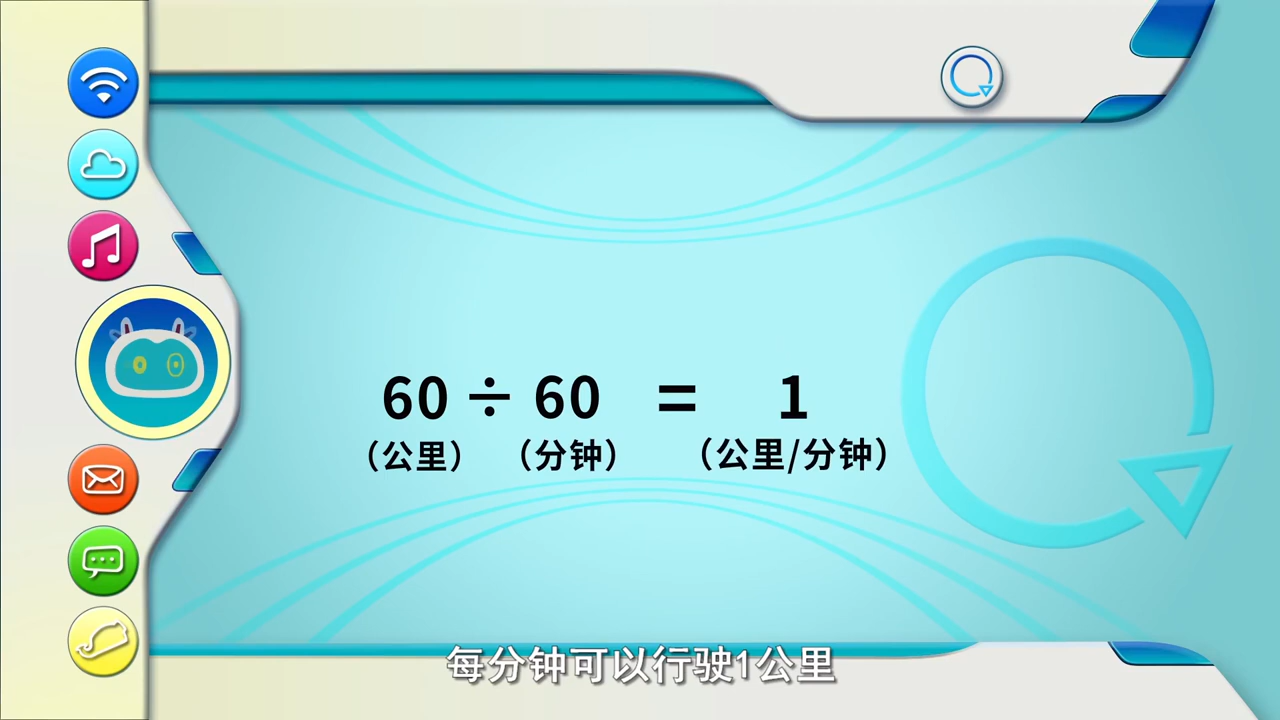 60 ÷ 60 = 1
（公里） （分钟） （公里/分钟）
每分钟可以行驶1公里